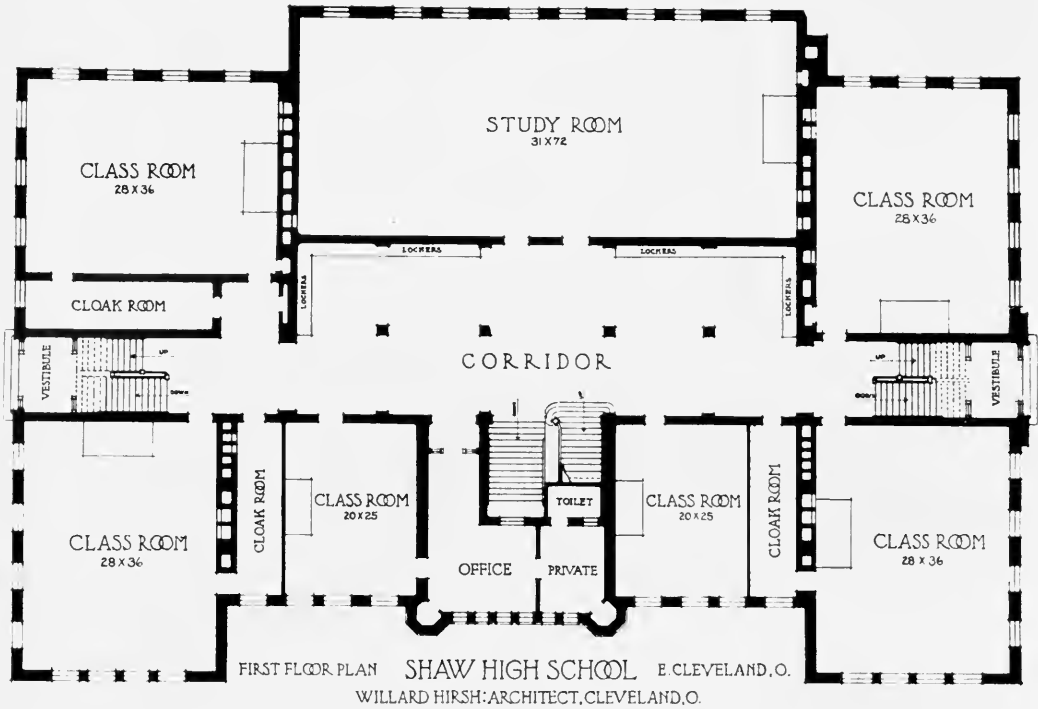 STUDY ROOM
31 X 72
CLASS ROOM
28 X 36
CLASS ROOM
28 X 36
LOCKERS
LOCKERS
LOCKERS
LOCKERS
CLOAK ROOM
VESTIBULE
UP
DOWN
CORRIDOR
UP
DOWN
VESTIBULE
CLASS ROOM
28 X 36
CLOAK ROOM
CLASS ROOM
20 X 25
TOILET
OFFICE
PRIVATE
CLASS ROOM
20 X 25
CLOAK ROOM
CLASS ROOM
28 X 36
FIRST FLOOR PLAN SHAW HIGH SCHOOL E. CLEVELAND, O.
WILLARD HIRSH: ARCHITECT, CLEVELAND, O.